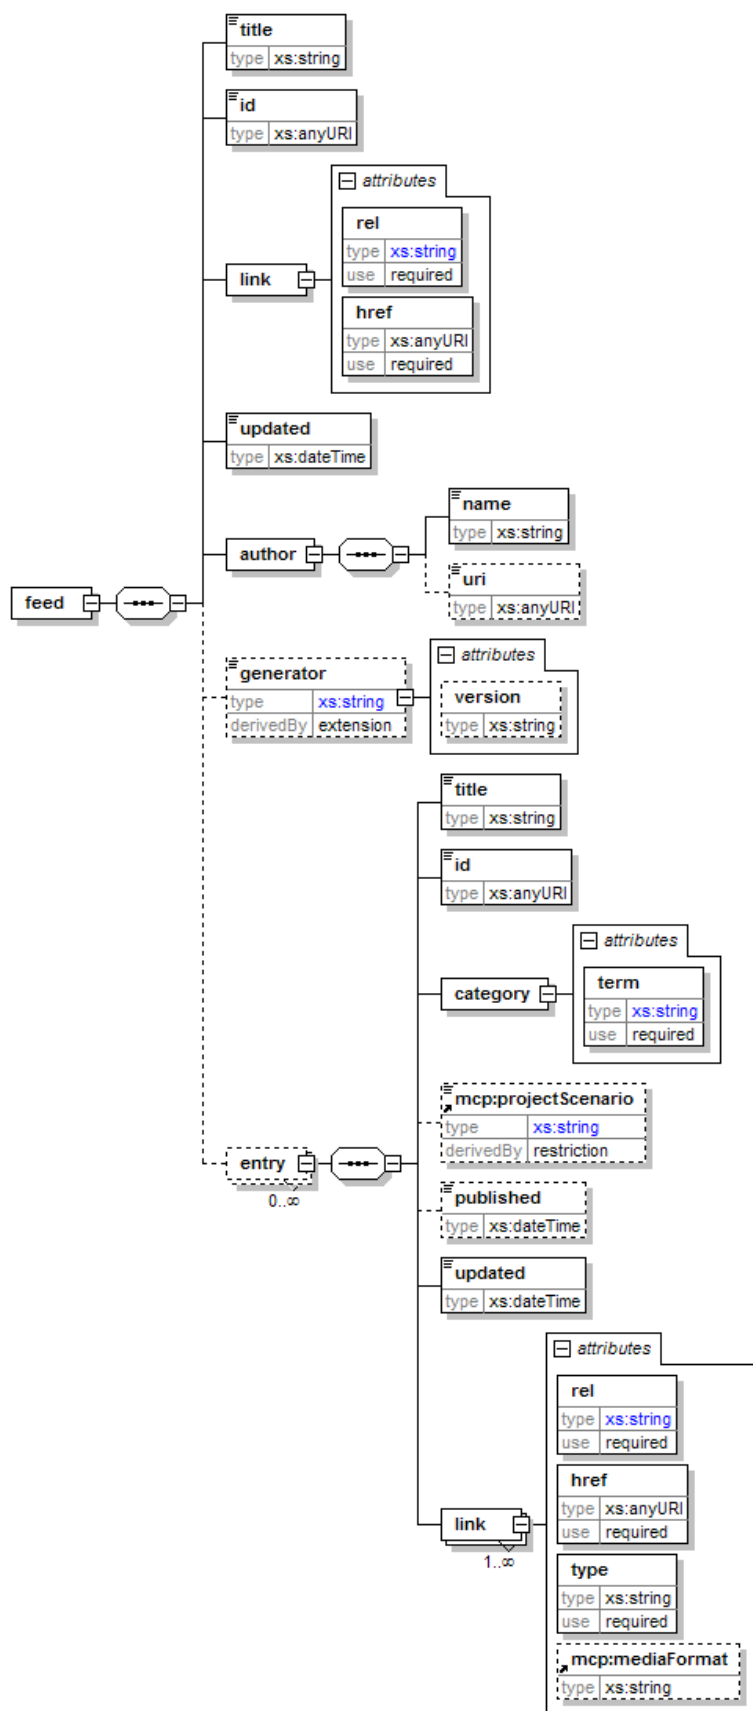 title
type xs:string
id
type xs:anyURI
attributes
rel
type xs:string
use required
link
href
type xs:anyURI
use required
updated
type xs:dateTime
name
type xs:string
author
uri
type xs:anyURI
feed
attributes
generator
type xs:string
derivedBy extension
version
type xs:string
title
type xs:string
id
type xs:anyURI
attributes
category
term
type xs:string
use required
mcp:projectScenario
type xs:string
derivedBy restriction
entry
0..∞
published
type xs:dateTime
updated
type xs:dateTime
attributes
rel
type xs:string
use required
href
type xs:anyURI
use required
link
1..∞
type
type xs:string
use required
mcp:mediaFormat
type xs:string